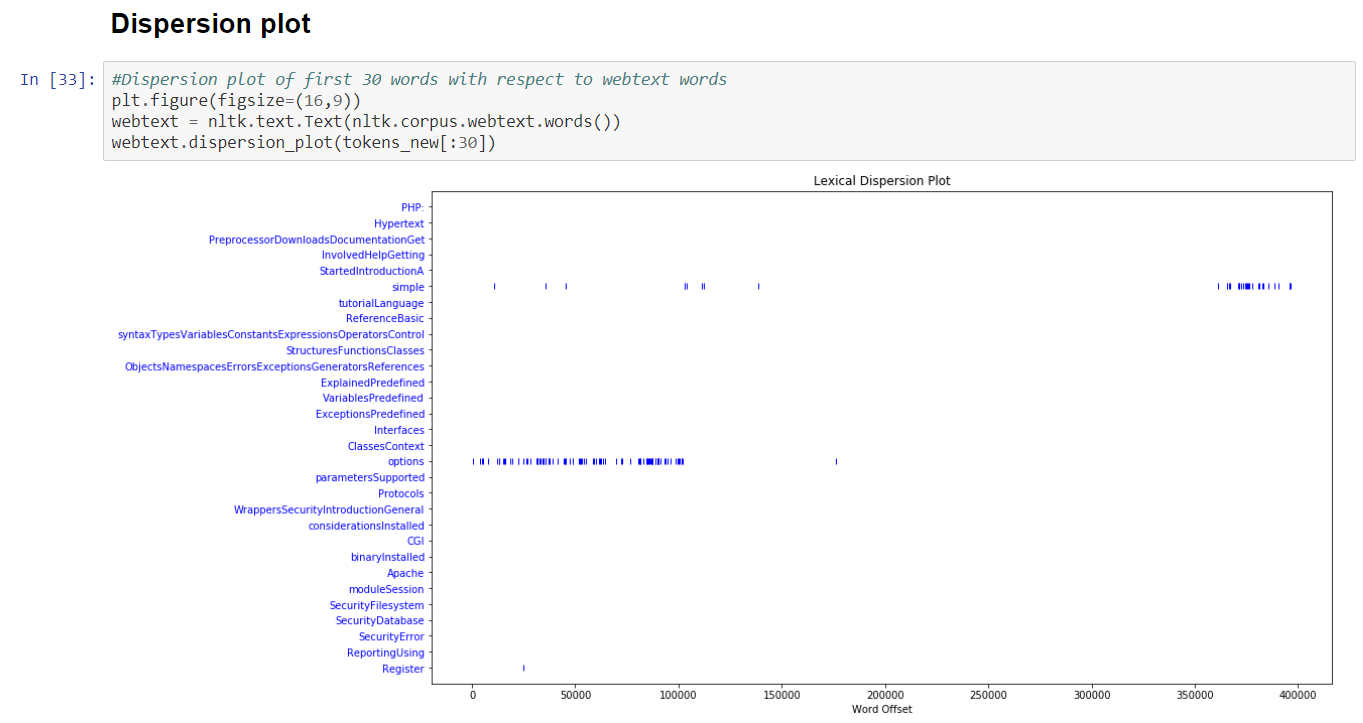 Dispersion plot
In [33]: #Dispersion plot of first 30 words with respect to webtext words
plt.figure(figsize=(16,9))
webtext = nltk.text.Text(nltk.corpus.webtext.words())
webtext.dispersion_plot(tokens_new[:30])
Lexical Dispersion Plot
PHP:
Hypertext
PreprocessorDownloadsDocumentationGet
InvolvedHelpGetting
StartedIntroductionA
simple
tutorialLanguage
ReferenceBasic
syntaxTypesVariablesConstantsExpressionsOperatorsControl
StructuresFunctionsClasses
ObjectsNamespacesErrorsExceptionsGeneratorsReferences
ExplainedPredefined
VariablesPredefined
ExceptionsPredefined
Interfaces
ClassesContext
options
parametersSupported
Protocols
WrappersSecurityIntroductionGeneral
considerationsInstalled
CGI
binaryInstalled
Apache
moduleSession
SecurityFilesystem
SecurityDatabase
SecurityError
ReportingUsing
Register
0 50000 100000 150000 200000 250000 300000 350000 400000
Word Offset